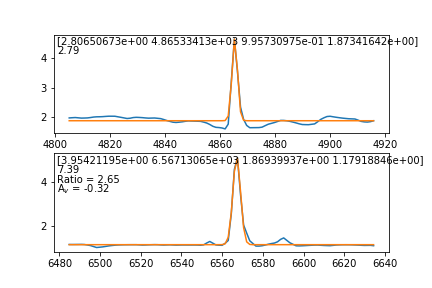 [2.80650673e+00 4.86533413e+03 9.95730975e-01 1.87341642e+00]
2.79
4
3
2
4800 4820 4840 4860 4880 4900 4920
[3.95421195e+00 6.56713065e+03 1.86939937e+00 1.17918846e+00]
7.39
Ratio = 2.65
Av = -0.32
4
2
6480 6500 6520 6540 6560 6580 6600 6620 6640